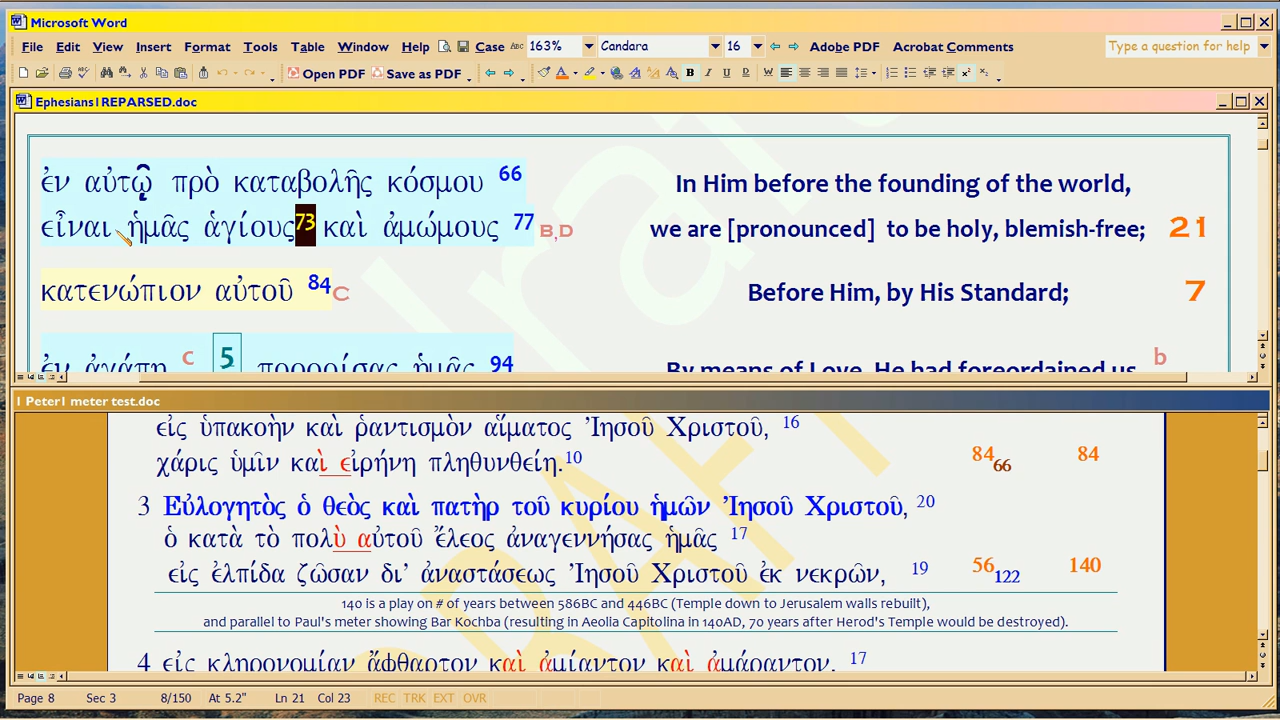 Microsoft Word
File Edit View Insert Format Tools Table Window Help Case 163% Candara 16 Adobe PDF Acrobat Comments Type a question for help
Open PDF Save as PDF B I U W
Ephesians1REPARSED.doc
ἐν αὐτῷ πρὸ καταβολῆς κόσμου 66 In Him before the founding of the world,
εἶναι ἡμᾶς ἁγίους73 καὶ ἀμώμους 77 B,D we are [pronounced] to be holy, blemish-free; 21
κατενώπιον αὐτοῦ 84 C Before Him, by His Standard; 7
ἐν ἀγάπῃ c 5 προορίσας ἡμᾶς 94 By means of Love, He had foreordained us b
1 Peter1 meter test.doc
εἰς ὑπακοὴν καὶ ῥαντισμὸν αἵματος Ἰησοῦ Χριστοῦ, 16
χάρις ὑμῖν καὶ εἰρήνη πληθυνθείη.10 84 66 84
3 Εὐλογητὸς ὁ θεὸς καὶ πατὴρ τοῦ κυρίου ἡμῶν Ἰησοῦ Χριστοῦ, 20
ὁ κατὰ τὸ πολὺ αὐτοῦ ἔλεος ἀναγεννήσας ἡμᾶς 17
εἰς ἐλπίδα ζῶσαν δι’ ἀναστάσεως Ἰησοῦ Χριστοῦ ἐκ νεκρῶν, 19 56 122 140
140 is a play on # of years between 586BC and 446BC (Temple down to Jerusalem walls rebuilt),
and parallel to Paul's meter showing Bar Kochba (resulting in Aeolia Capitolina in 140AD, 70 years after Herod's Temple would be destroyed).
4 εἰς κληρονομίαν ἄφθαρτον καὶ ἀμίαντον καὶ ἀμάραντον, 17
Page 8 Sec 3 8/150 At 5.2" Ln 21 Col 23 REC TRK EXT OVR